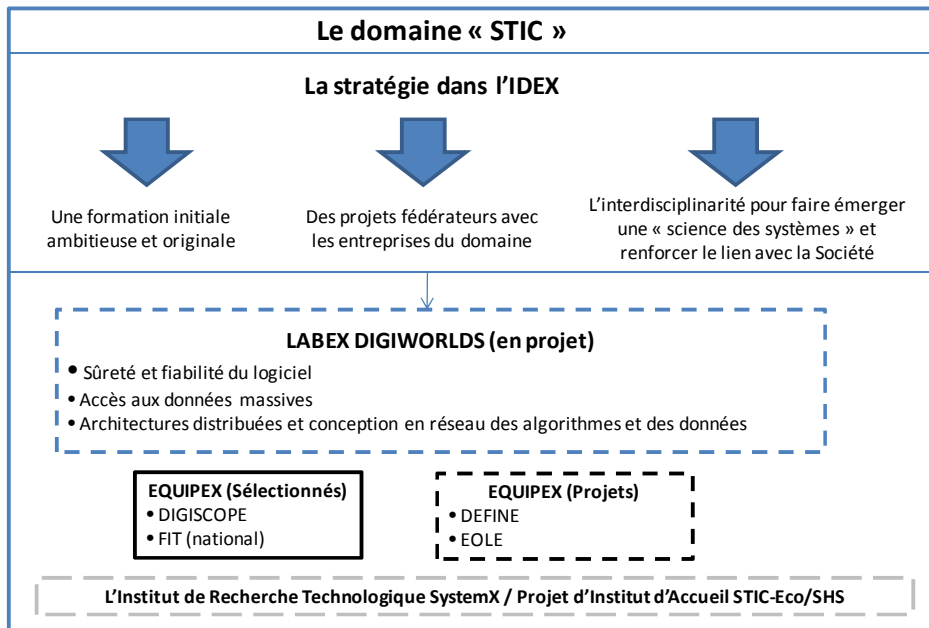 Le domaine « STIC »
La stratégie dans l'IDEX
Une formation initiale
ambitieuse et originale
Des projets fédérateurs avec
les entreprises du domaine
L'interdisciplinarité pour faire émerger
une « science des systèmes » et
renforcer le lien avec la Société
LABEX DIGIWORLDS (en projet)
• Sûreté et fiabilité du logiciel
• Accès aux données massives
• Architectures distribuées et conception en réseau des algorithmes et des données
EQUIPEX (Sélectionnés)
• DIGISCOPE
• FIT (national)
EQUIPEX (Projets)
• DEFINE
• EOLE
L'Institut de Recherche Technologique SystemX / Projet d'Institut d'Accueil STIC-Eco/SHS